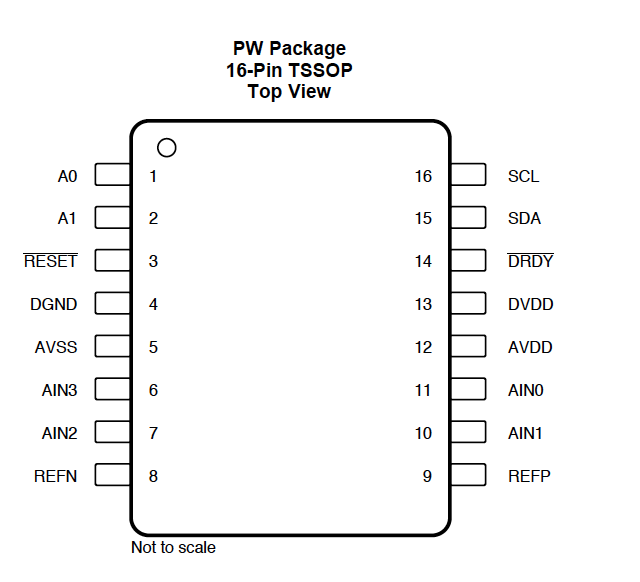 PW Package
16-Pin TSSOP
Top View
A0 1 16 SCL
A1 2 15 SDA
RESET 3 14 DRDY
DGND 4 13 DVDD
AVSS 5 12 AVDD
AIN3 6 11 AIN0
AIN2 7 10 AIN1
REFN 8 9 REFP
Not to scale